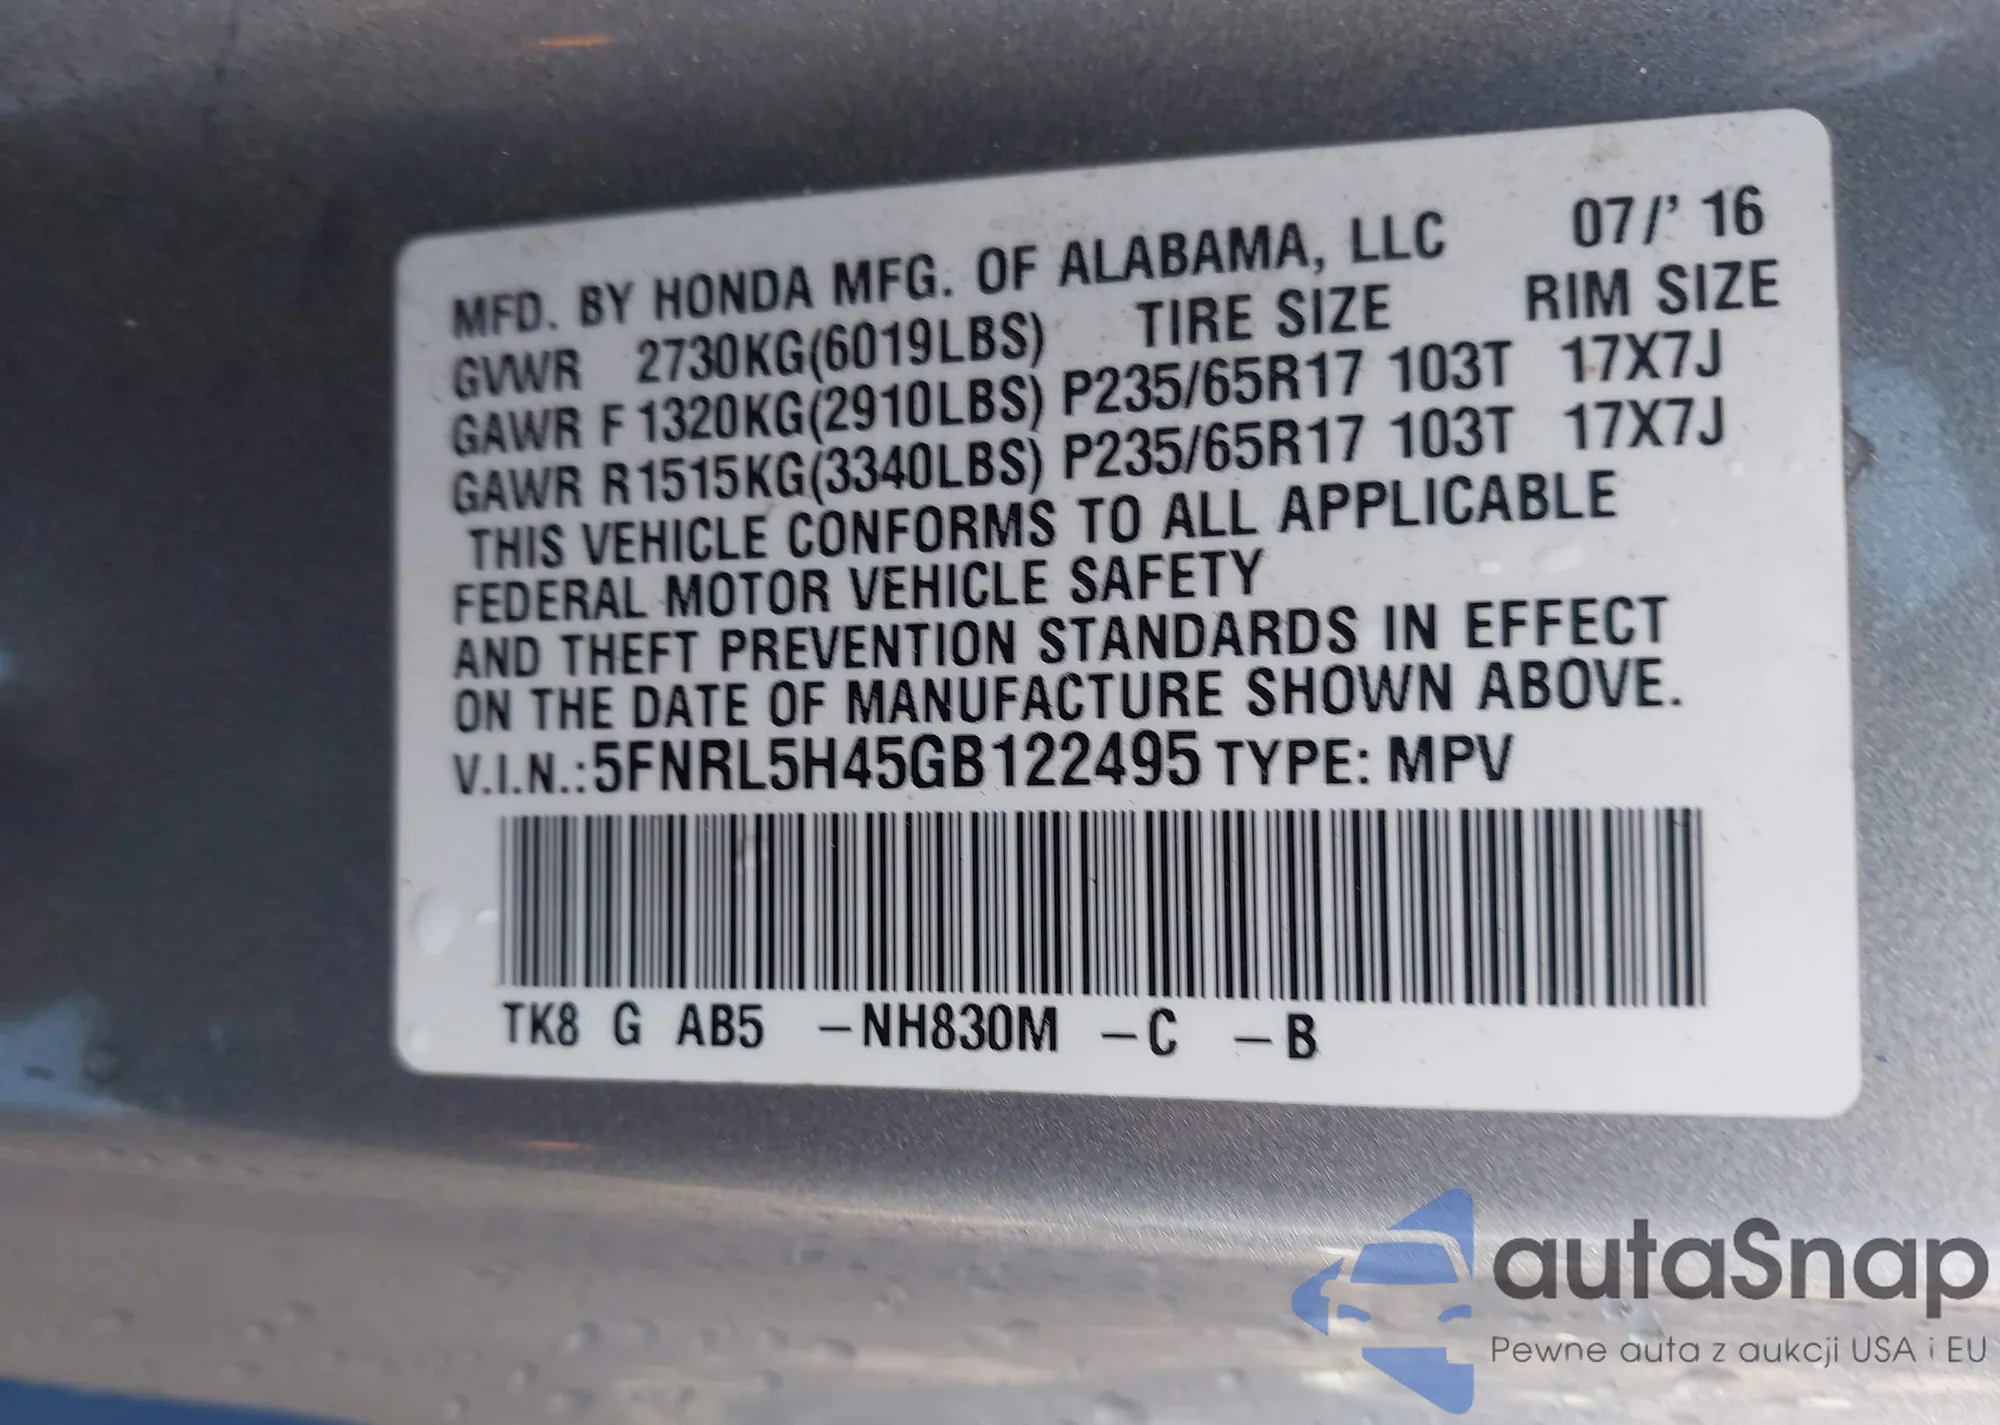 MFD. BY HONDA MFG. OF ALABAMA, LLC 07/' 16
GVWR 2730KG(6019LBS) TIRE SIZE RIM SIZE
GAWR F 1320KG(2910LBS) P235/65R17 103T 17X7J
GAWR R1515KG(3340LBS) P235/65R17 103T 17X7J
THIS VEHICLE CONFORMS TO ALL APPLICABLE
FEDERAL MOTOR VEHICLE SAFETY
AND THEFT PREVENTION STANDARDS IN EFFECT
ON THE DATE OF MANUFACTURE SHOWN ABOVE.
V.I.N.:5FNRL5H45GB122495 TYPE: MPV
TK8 G AB5 –NH830M –C –B
autaSnap
Pewne auta z aukcji USA i EU